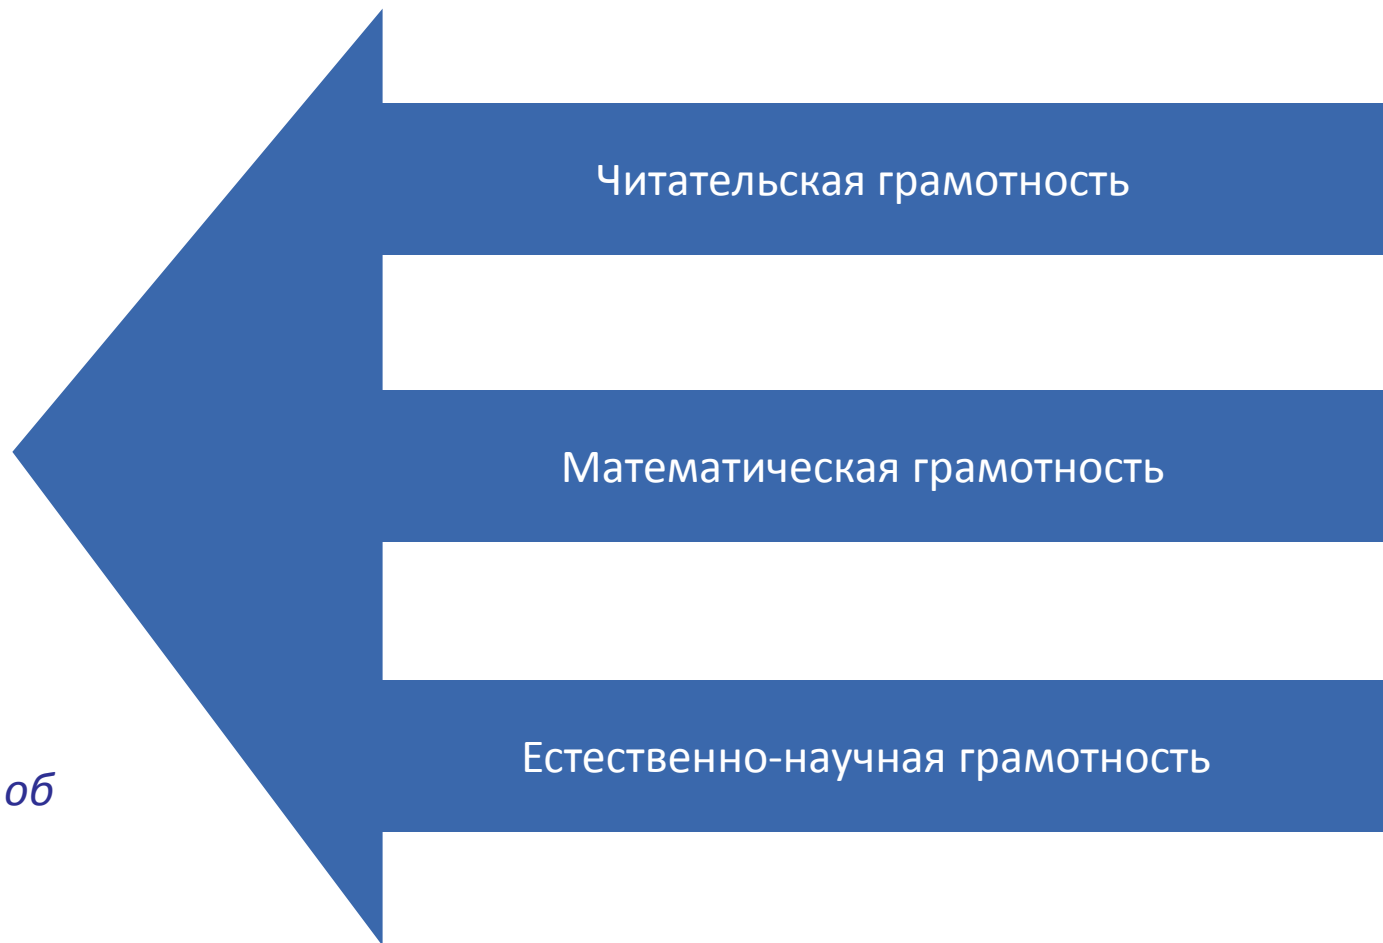 Читательская грамотность
Математическая грамотность
Естественно-научная грамотность
об